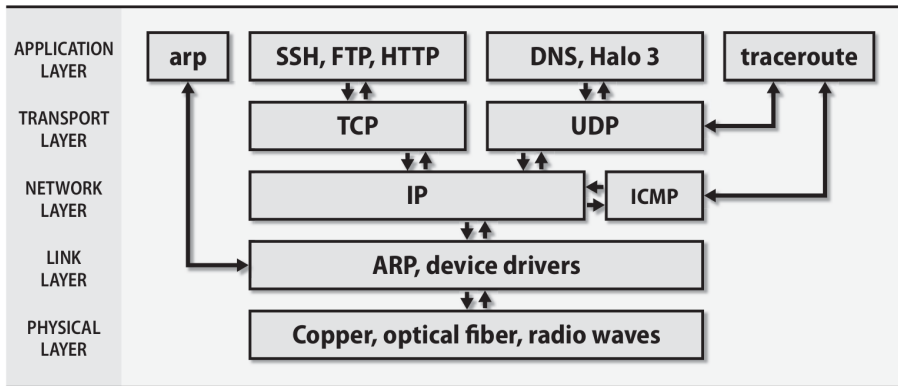 APPLICATION
LAYER
arp
SSH, FTP, HTTP
DNS, Halo 3
traceroute
TRANSPORT
LAYER
TCP
UDP
NETWORK
LAYER
IP
ICMP
LINK
LAYER
ARP, device drivers
PHYSICAL
LAYER
Copper, optical fiber, radio waves